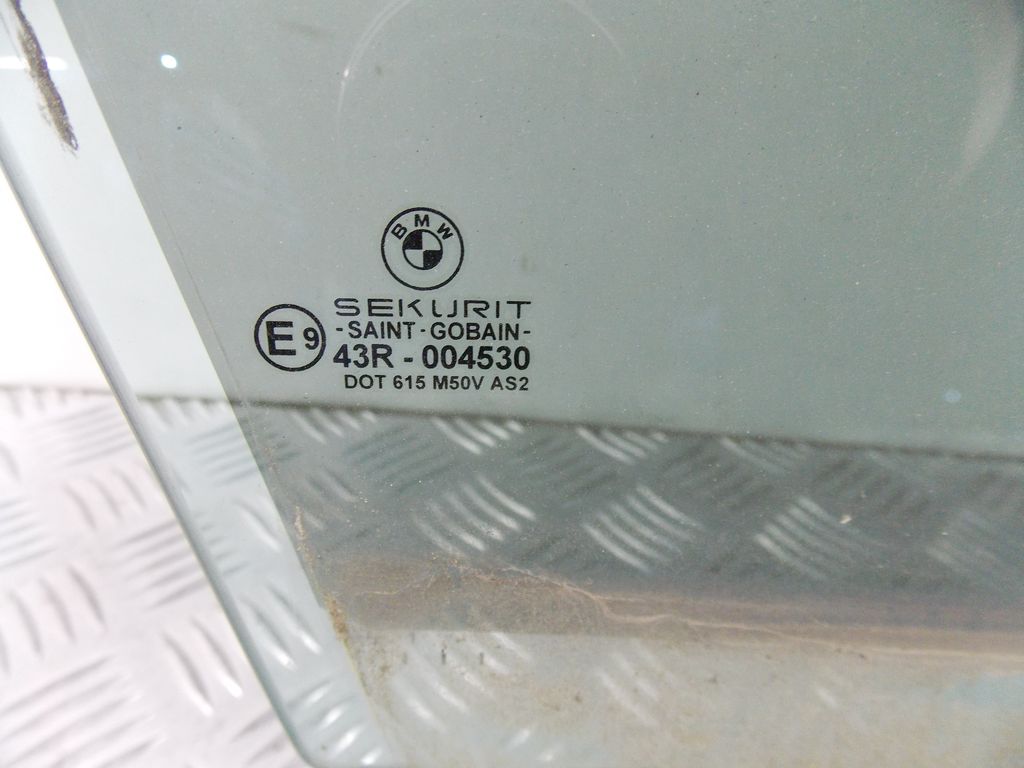 BMW
SEKURIT
- SAINT - GOBAIN -
E9
43R - 004530
DOT 615 M50V AS2